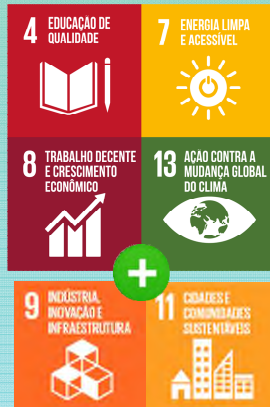 4 EDUCAÇÃO DE
QUALIDADE
7 ENERGIA LIMPA
E ACESSÍVEL
8 TRABALHO DECENTE
E CRESCIMENTO
ECONÔMICO
13 AÇÃO CONTRA A
MUDANÇA GLOBAL
DO CLIMA
+
9 INDÚSTRIA,
INOVAÇÃO E
INFRAESTRUTURA
11 CIDADES E
COMUNIDADES
SUSTENTÁVEIS